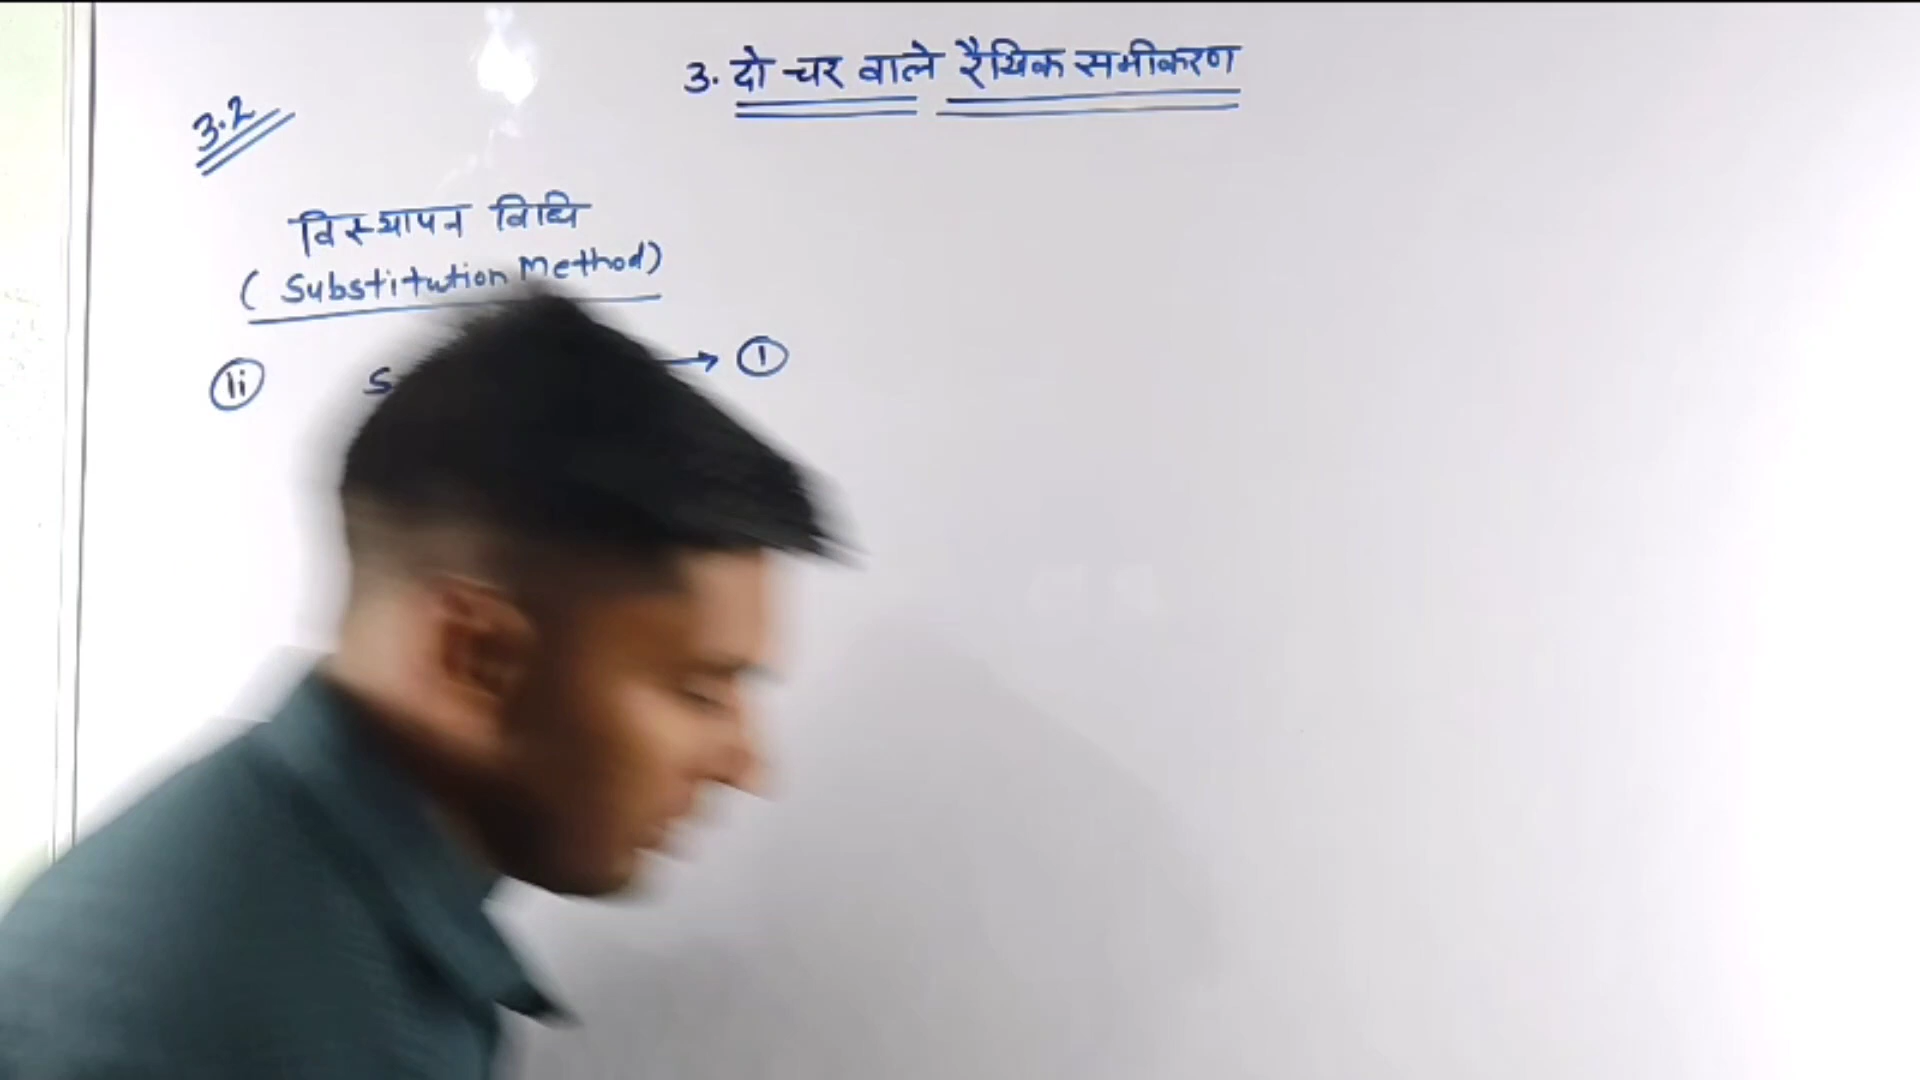 3. दो चर वाले रैखिक समीकरण
3.2
विस्थापन विधि
( Substitution Method)
ii s → 1